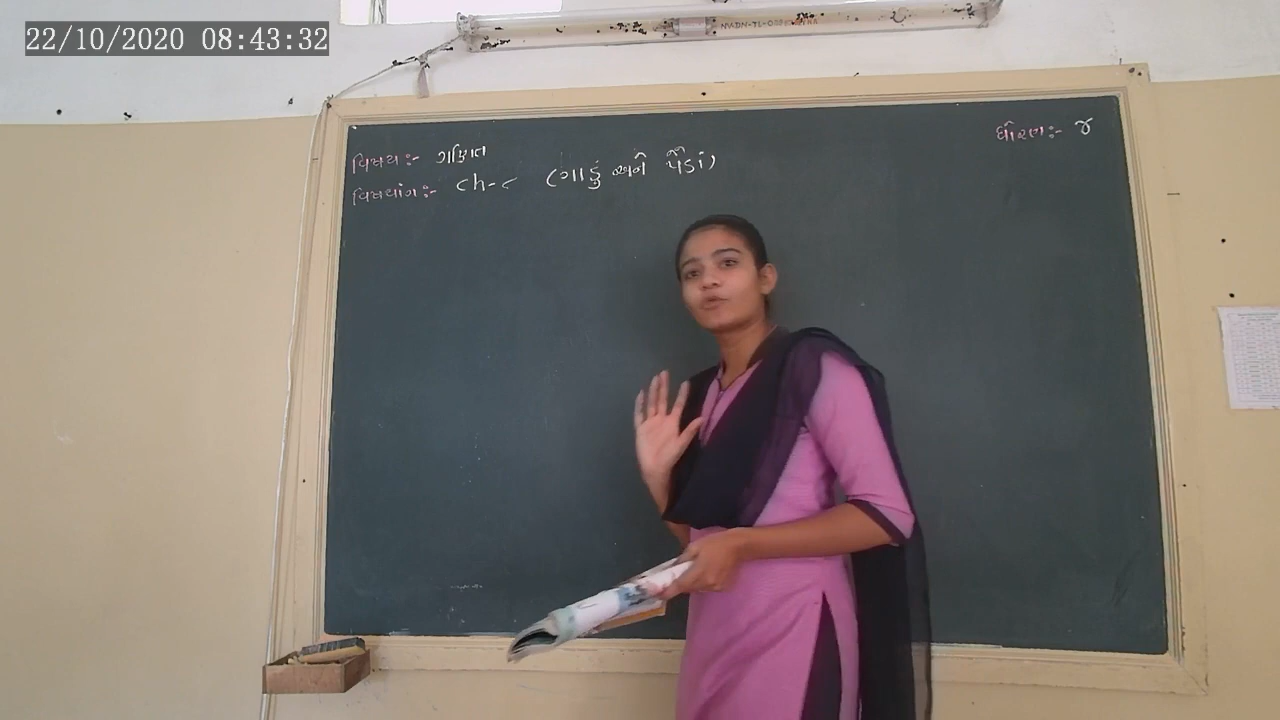 22/10/2020 08:43:32
ધોરણ:- ૪
વિષય:- ગણિત
વિષયાંગ:- ch-૮ (ગાડું અને પૈડાં)